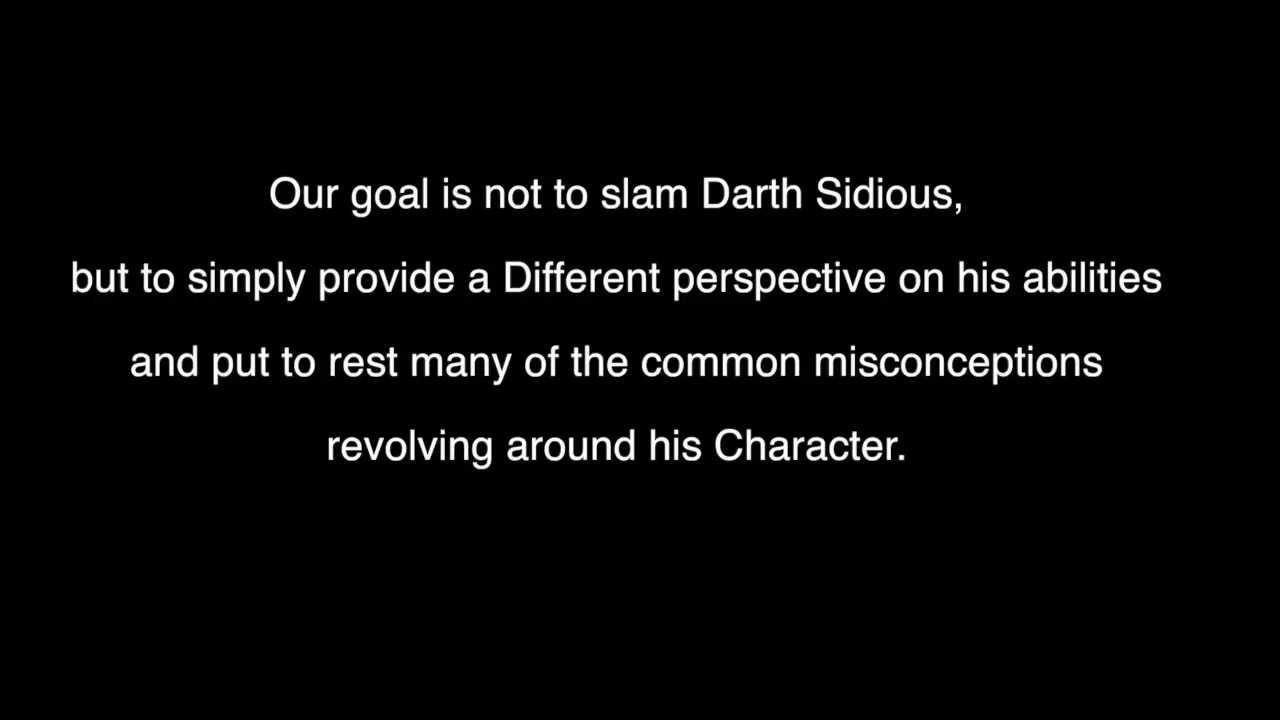 Our goal is not to slam Darth Sidious,
but to simply provide a Different perspective on his abilities
and put to rest many of the common misconceptions
revolving around his Character.